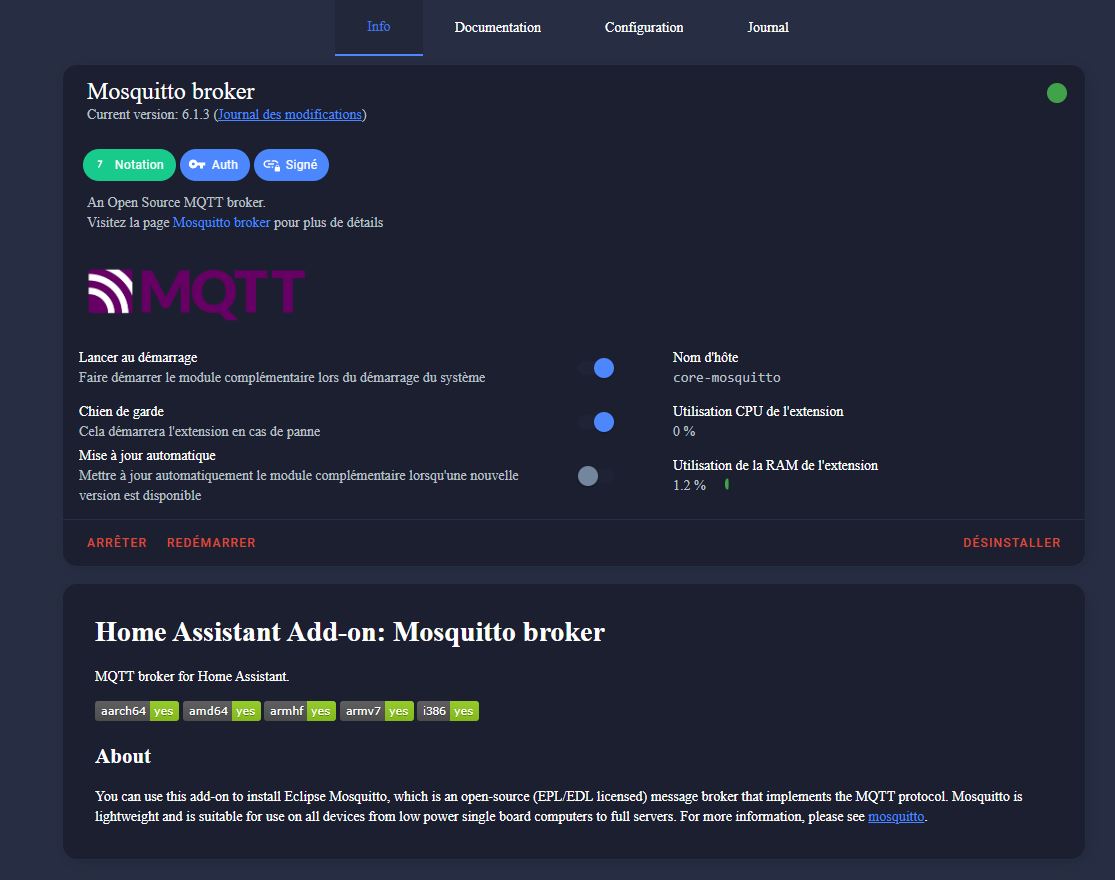 Info Documentation Configuration Journal
Mosquitto broker
Current version: 6.1.3 (Journal des modifications)
7 Notation Auth Signé
An Open Source MQTT broker.
Visitez la page Mosquitto broker pour plus de détails
MQTT
Lancer au démarrage
Faire démarrer le module complémentaire lors du démarrage du système
Nom d'hôte
core-mosquitto
Chien de garde
Cela démarrera l'extension en cas de panne
Utilisation CPU de l'extension
0 %
Mise à jour automatique
Mettre à jour automatiquement le module complémentaire lorsqu'une nouvelle
version est disponible
Utilisation de la RAM de l'extension
1.2 %
ARRÊTER REDÉMARRER DÉSINSTALLER
Home Assistant Add-on: Mosquitto broker
MQTT broker for Home Assistant.
aarch64 yes amd64 yes armhf yes armv7 yes i386 yes
About
You can use this add-on to install Eclipse Mosquitto, which is an open-source (EPL/EDL licensed) message broker that implements the MQTT protocol. Mosquitto is
lightweight and is suitable for use on all devices from low power single board computers to full servers. For more information, please see mosquitto.